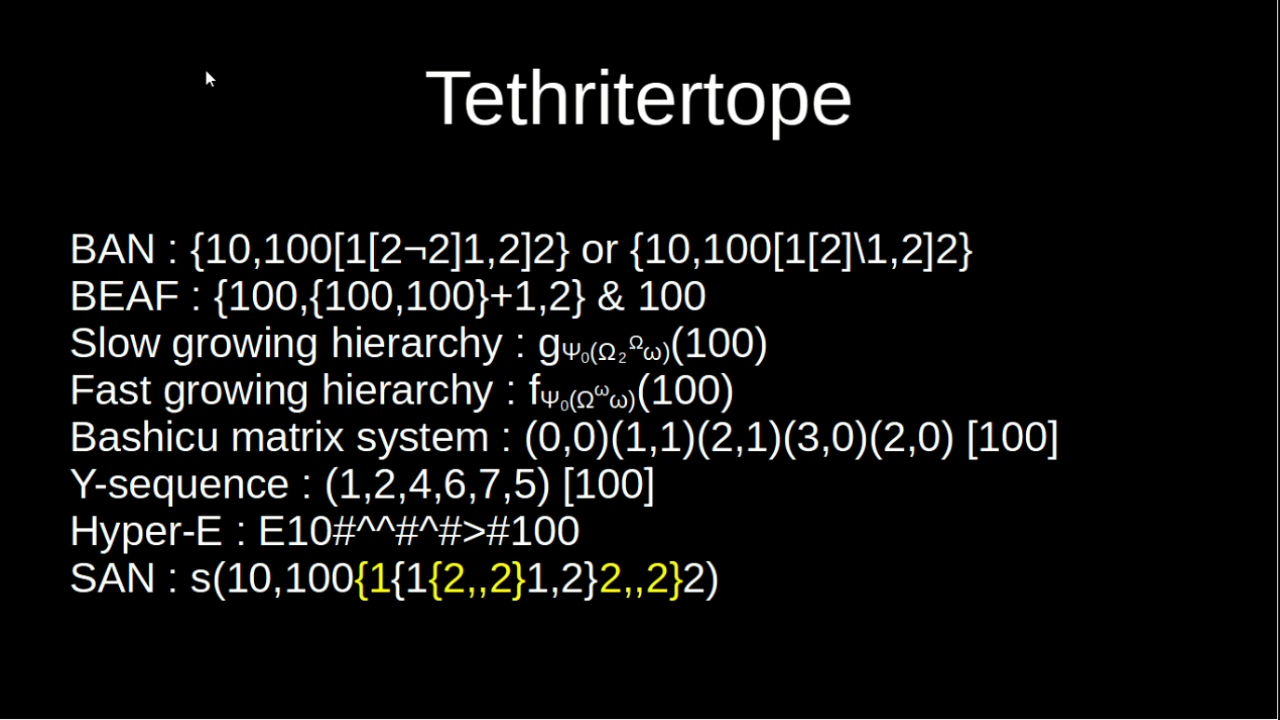 Tethritertope
BAN : {10,100[1[2¬2]1,2]2} or {10,100[1[2]\1,2]2}
BEAF : {100,{100,100}+1,2} & 100
Slow growing hierarchy : gΨ₀(Ω₂^Ωω)(100)
Fast growing hierarchy : fΨ₀(Ω^ωω)(100)
Bashicu matrix system : (0,0)(1,1)(2,1)(3,0)(2,0) [100]
Y-sequence : (1,2,4,6,7,5) [100]
Hyper-E : E10#^^#^#>#100
SAN : s(10,100{1{1{2,,2}1,2}2,,2}2)